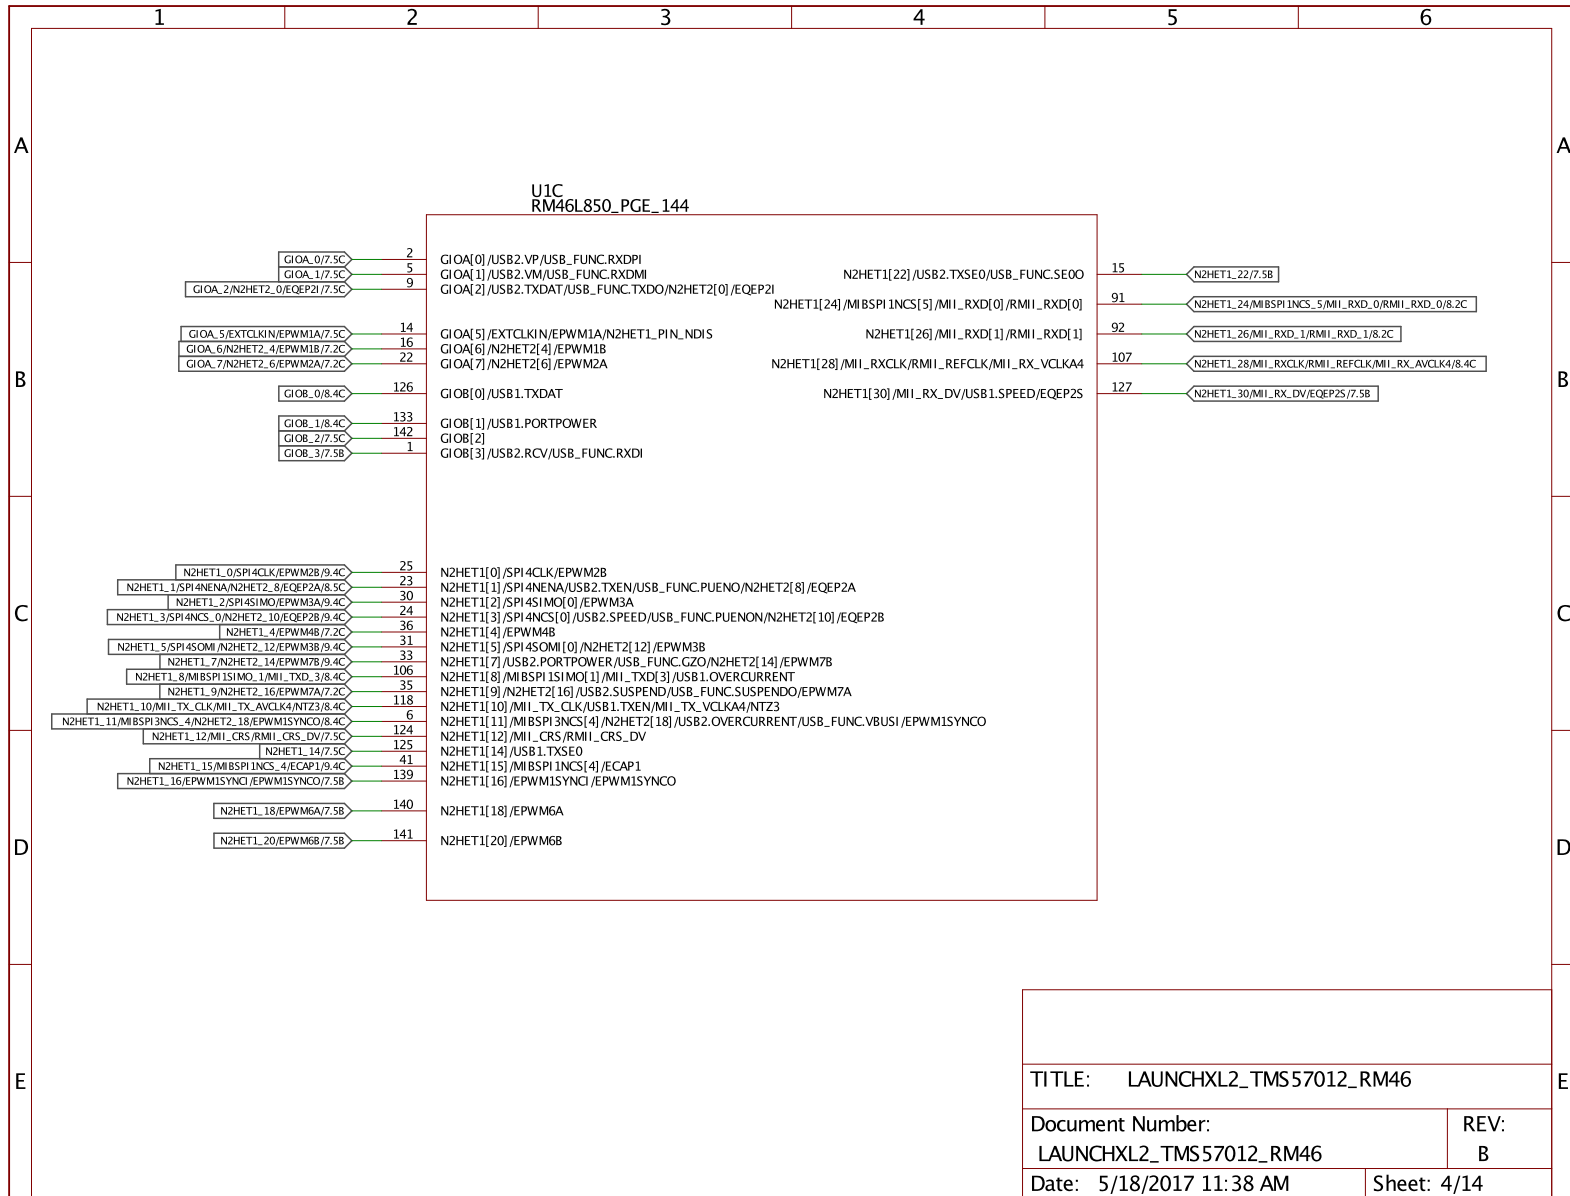 1 2 3 4 5 6
A A
U1C
RM46L850_PGE_144
GIOA_0/7.5C 2 GIOA[0]/USB2.VP/USB_FUNC.RXDPI
GIOA_1/7.5C 5 GIOA[1]/USB2.VM/USB_FUNC.RXDMI N2HET1[22]/USB2.TXSE0/USB_FUNC.SE0O 15 N2HET1_22/7.5B
GIOA_2/N2HET2_0/EQEP2I/7.5C 9 GIOA[2]/USB2.TXDAT/USB_FUNC.TXDO/N2HET2[0]/EQEP2I
N2HET1[24]/MIBSPI1NCS[5]/MII_RXD[0]/RMII_RXD[0] 91 N2HET1_24/MIBSPI1NCS_5/MII_RXD_0/RMII_RXD_0/8.2C
GIOA_5/EXTCLKIN/EPWM1A/7.5C 14 GIOA[5]/EXTCLKIN/EPWM1A/N2HET1_PIN_NDIS N2HET1[26]/MII_RXD[1]/RMII_RXD[1] 92 N2HET1_26/MII_RXD_1/RMII_RXD_1/8.2C
GIOA_6/N2HET2_4/EPWM1B/7.2C 16 GIOA[6]/N2HET2[4]/EPWM1B
GIOA_7/N2HET2_6/EPWM2A/7.2C 22 GIOA[7]/N2HET2[6]/EPWM2A N2HET1[28]/MII_RXCLK/RMII_REFCLK/MII_RX_VCLKA4 107 N2HET1_28/MII_RXCLK/RMII_REFCLK/MII_RX_AVCLK4/8.4C
B B
GIOB_0/8.4C 126 GIOB[0]/USB1.TXDAT N2HET1[30]/MII_RX_DV/USB1.SPEED/EQEP2S 127 N2HET1_30/MII_RX_DV/EQEP2S/7.5B
GIOB_1/8.4C 133 GIOB[1]/USB1.PORTPOWER
GIOB_2/7.5C 142 GIOB[2]
GIOB_3/7.5B 1 GIOB[3]/USB2.RCV/USB_FUNC.RXDI
N2HET1_0/SPI4CLK/EPWM2B/9.4C 25 N2HET1[0]/SPI4CLK/EPWM2B
N2HET1_1/SPI4NENA/N2HET2_8/EQEP2A/8.5C 23 N2HET1[1]/SPI4NENA/USB2.TXEN/USB_FUNC.PUENO/N2HET2[8]/EQEP2A
N2HET1_2/SPI4SIMO/EPWM3A/9.4C 30 N2HET1[2]/SPI4SIMO[0]/EPWM3A
C C
N2HET1_3/SPI4NCS_0/N2HET2_10/EQEP2B/9.4C 24 N2HET1[3]/SPI4NCS[0]/USB2.SPEED/USB_FUNC.PUENON/N2HET2[10]/EQEP2B
N2HET1_4/EPWM4B/7.2C 36 N2HET1[4]/EPWM4B
N2HET1_5/SPI4SOMI/N2HET2_12/EPWM3B/9.4C 31 N2HET1[5]/SPI4SOMI[0]/N2HET2[12]/EPWM3B
N2HET1_7/N2HET2_14/EPWM7B/9.4C 33 N2HET1[7]/USB2.PORTPOWER/USB_FUNC.GZO/N2HET2[14]/EPWM7B
N2HET1_8/MIBSPI1SIMO_1/MII_TXD_3/8.4C 106 N2HET1[8]/MIBSPI1SIMO[1]/MII_TXD[3]/USB1.OVERCURRENT
N2HET1_9/N2HET2_16/EPWM7A/7.2C 35 N2HET1[9]/N2HET2[16]/USB2.SUSPEND/USB_FUNC.SUSPENDO/EPWM7A
N2HET1_10/MII_TX_CLK/MII_TX_AVCLK4/NTZ3/8.4C 118 N2HET1[10]/MII_TX_CLK/USB1.TXEN/MII_TX_VCLKA4/NTZ3
N2HET1_11/MIBSPI3NCS_4/N2HET2_18/EPWM1SYNCO/8.4C 6 N2HET1[11]/MIBSPI3NCS[4]/N2HET2[18]/USB2.OVERCURRENT/USB_FUNC.VBUSI/EPWM1SYNCO
N2HET1_12/MII_CRS/RMII_CRS_DV/7.5C 124 N2HET1[12]/MII_CRS/RMII_CRS_DV
N2HET1_14/7.5C 125 N2HET1[14]/USB1.TXSE0
N2HET1_15/MIBSPI1NCS_4/ECAP1/9.4C 41 N2HET1[15]/MIBSPI1NCS[4]/ECAP1
N2HET1_16/EPWM1SYNCI/EPWM1SYNCO/7.5B 139 N2HET1[16]/EPWM1SYNCI/EPWM1SYNCO
N2HET1_18/EPWM6A/7.5B 140 N2HET1[18]/EPWM6A
N2HET1_20/EPWM6B/7.5B 141 N2HET1[20]/EPWM6B
D D
E E
TITLE: LAUNCHXL2_TMS57012_RM46
Document Number: REV:
LAUNCHXL2_TMS57012_RM46 B
Date: 5/18/2017 11:38 AM Sheet: 4/14